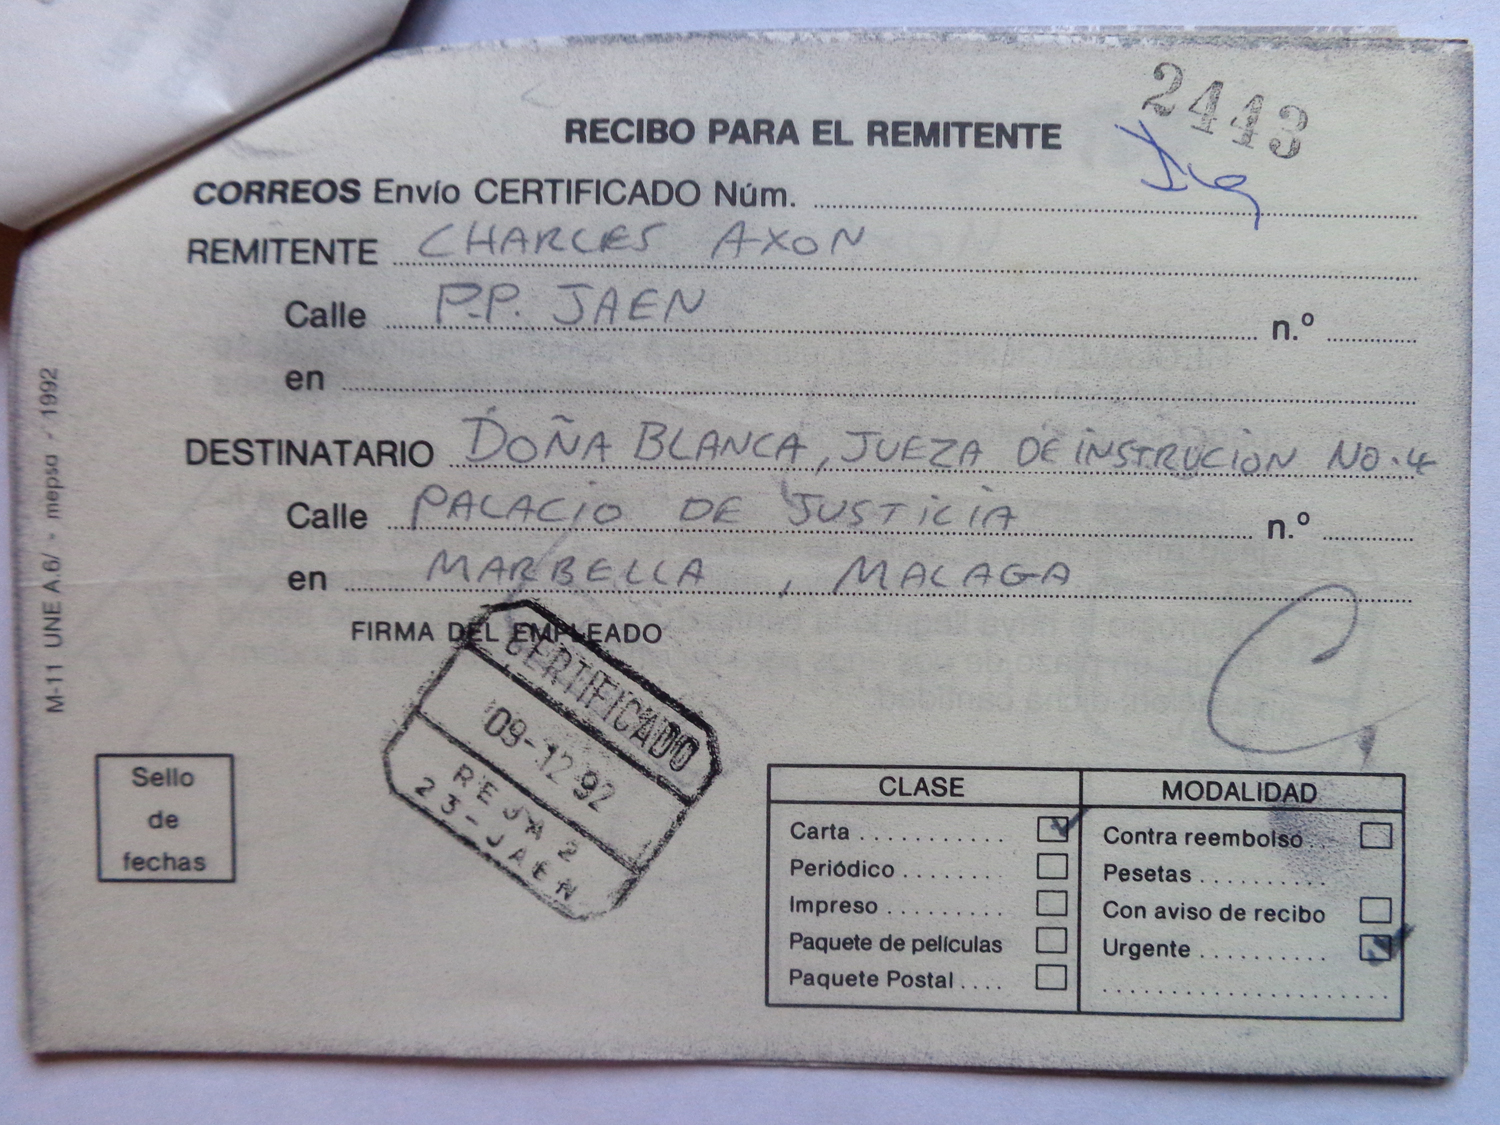 2443
RECIBO PARA EL REMITENTE
CORREOS Envío CERTIFICADO Núm.
REMITENTE CHARLES AXON
Calle P.P. JAEN n.º
en
DESTINATARIO DOÑA BLANCA, JUEZA DE INSTRUCION NO.4
Calle PALACIO DE JUSTICIA n.º
en MARBELLA, MALAGA
FIRMA DEL EMPLEADO
CERTIFICADO
09-12 92
REJA 2
23-JAEN
Sello
de
fechas
CLASE MODALIDAD
Carta Contra reembolso
Periódico Pesetas
Impreso Con aviso de recibo
Paquete de películas Urgente
Paquete Postal
M-11 UNE A 6/ - mepsa - 1992